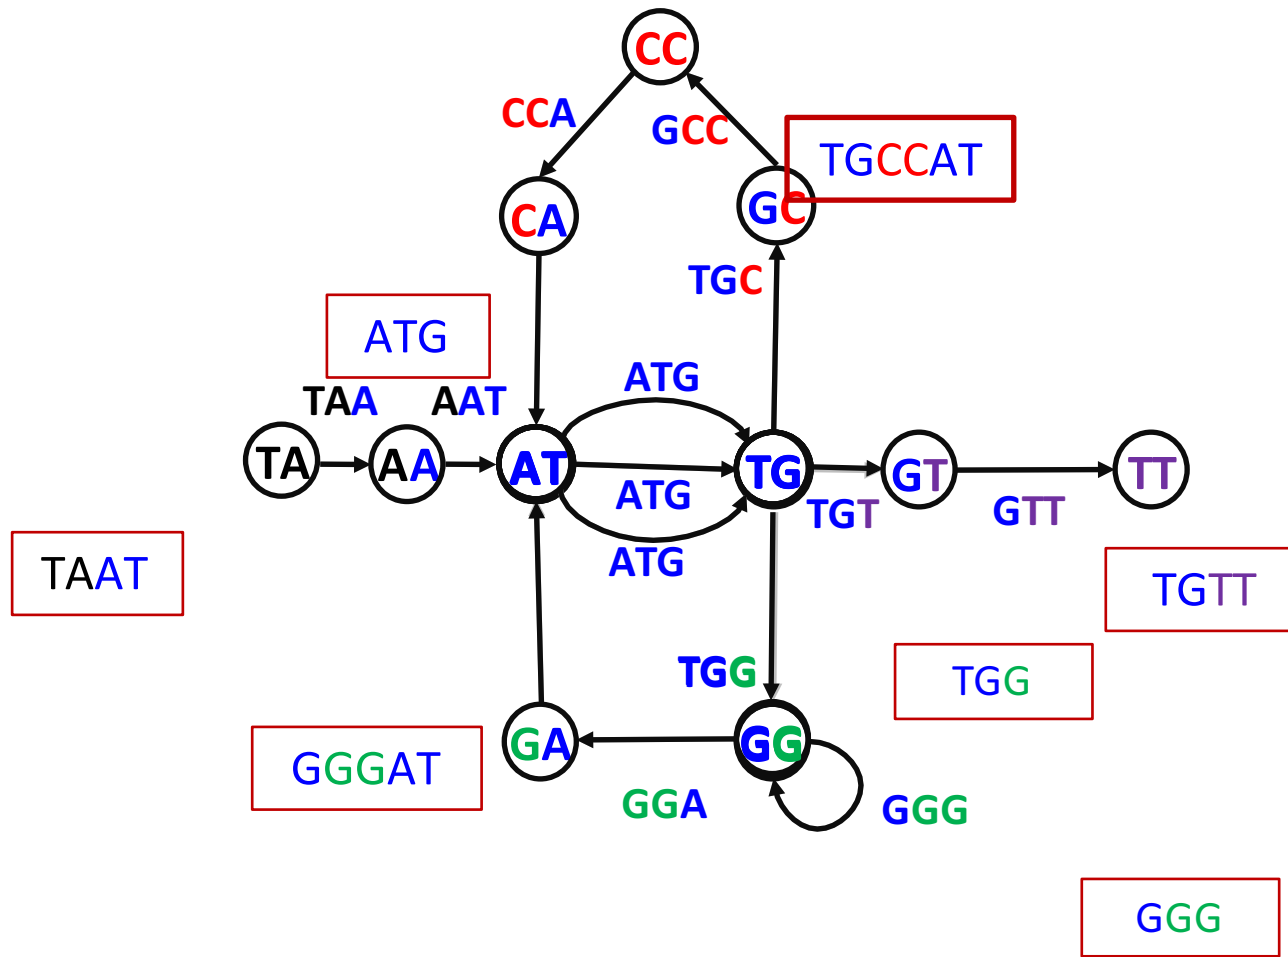 CC
CCA
GCC
TGCCAT
CA
GC
TGC
ATG
TAA
AAT
ATG
TA
AA
AT
TG
GT
TT
ATG
TGT
GTT
ATG
TAAT
TGTT
TGG
TGG
GA
GG
GGGAT
GGA
GGG
GGG